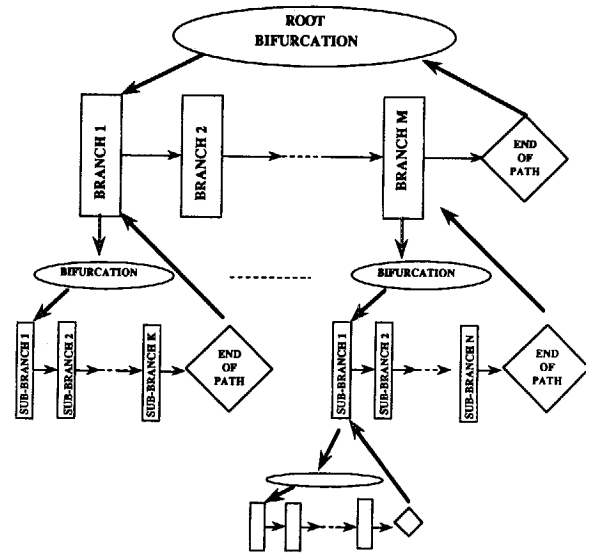 ROOT
BIFURCATION
BRANCH 1
BRANCH 2
BRANCH M
END
OF
PATH
BIFURCATION
BIFURCATION
SUB-BRANCH 1
SUB-BRANCH 2
SUB-BRANCH K
END
OF
PATH
SUB-BRANCH 1
SUB-BRANCH 2
SUB-BRANCH N
END
OF
PATH